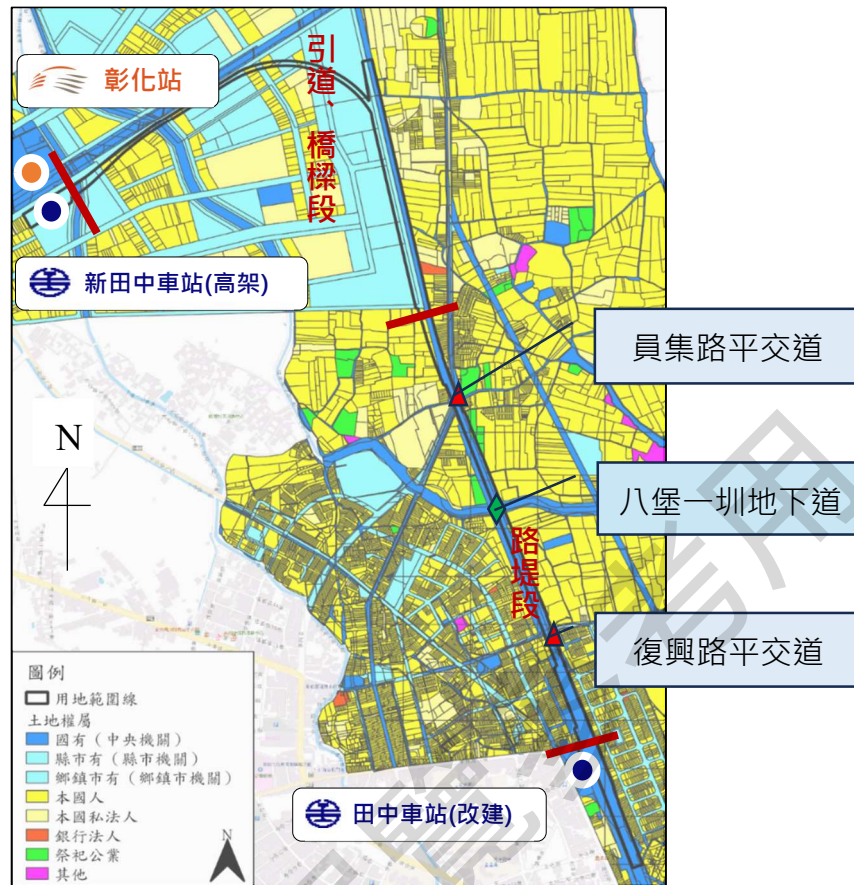 引道、橋樑段
彰化站
新田中車站(高架)
員集路平交道
N
八堡一圳地下道
路堤段
復興路平交道
圖例
用地範圍線
土地權屬
國有（中央機關）
縣市有（縣市機關）
鄉鎮市有（鄉鎮市機關）
本國人
本國私法人
銀行法人
祭祀公業
其他
N
田中車站(改建)